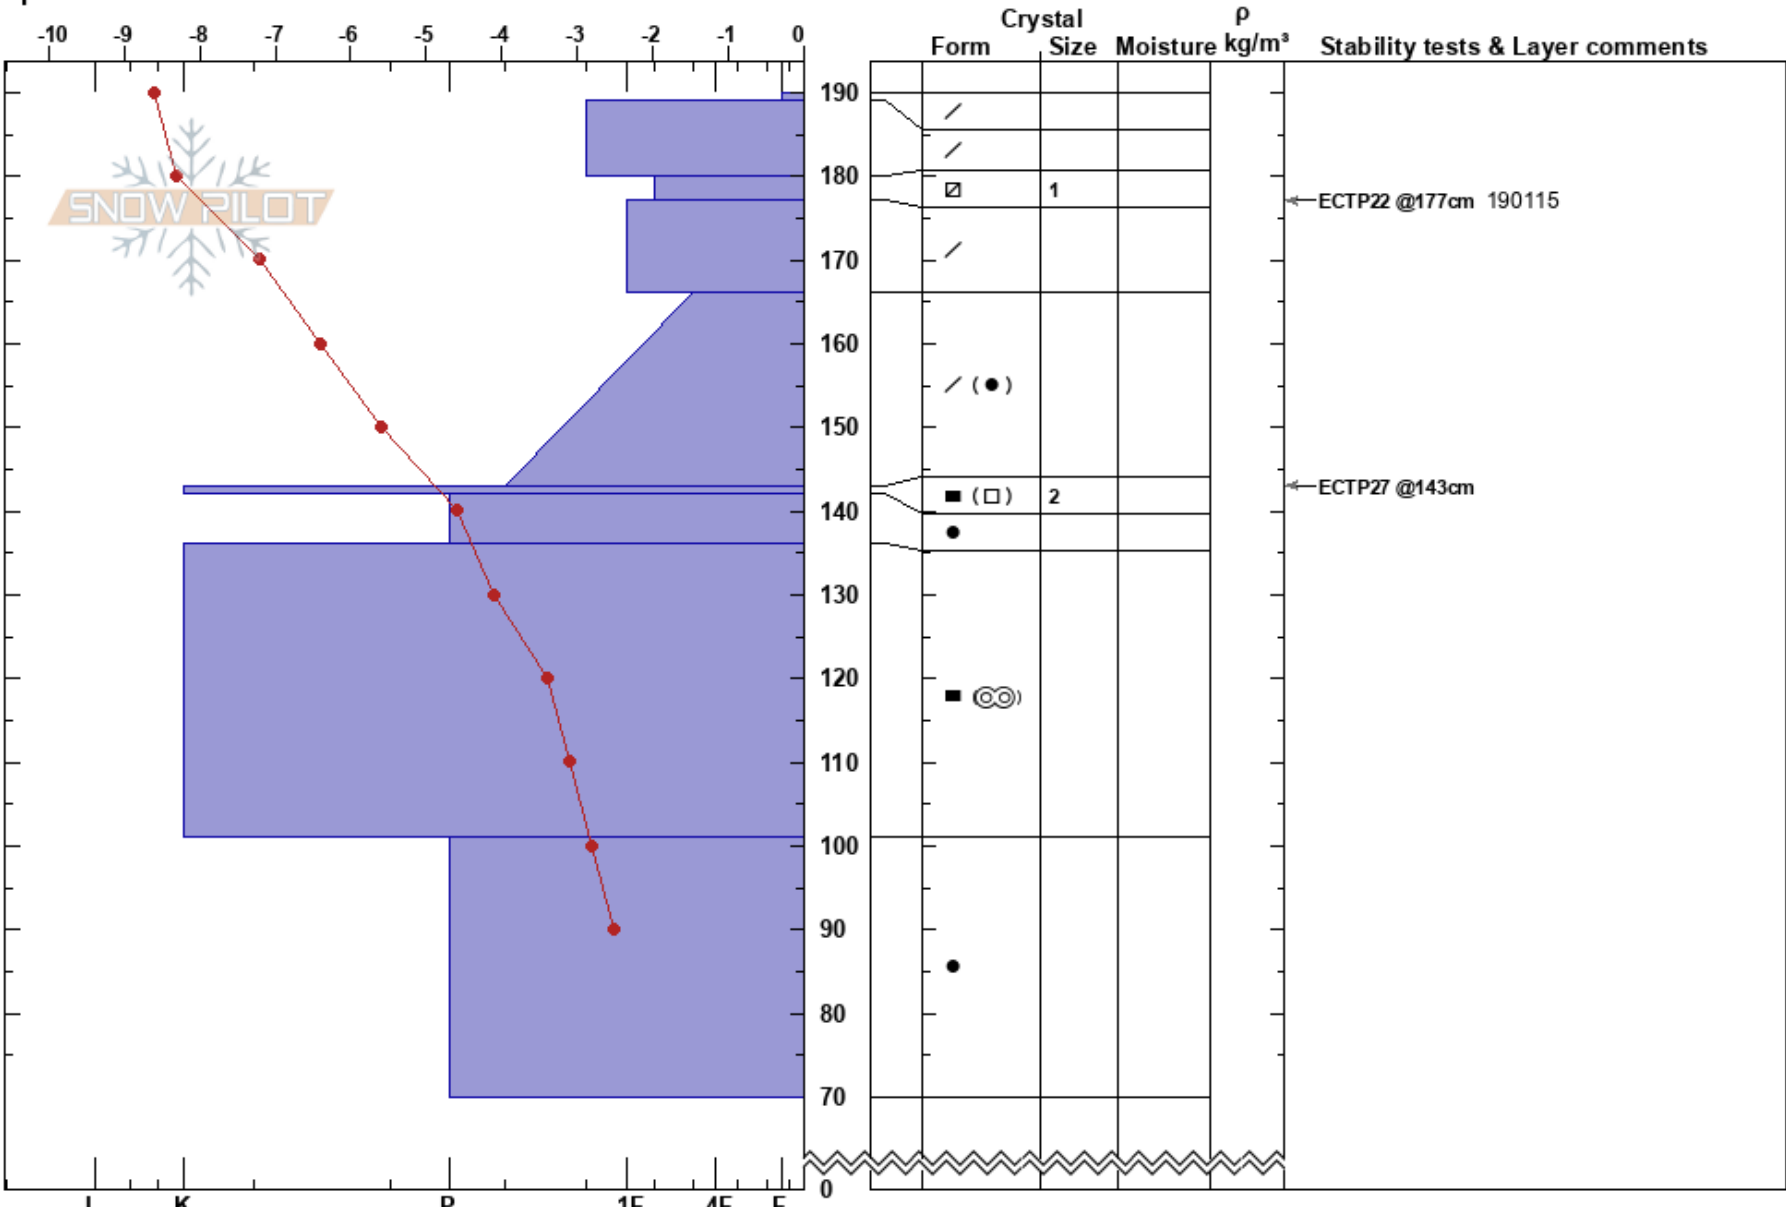 Crystal ρ
-10 -9 -8 -7 -6 -5 -4 -3 -2 -1 0 Form Size Moisture kg/m³ Stability tests & Layer comments
190
180
1
SNOW PILOT
ECTP22 @177cm 190115
170
160
( )
150
ECTP27 @143cm
( ) 2
140
130
120
( )
110
100
90
80
70
0
I K P 1F 4F F